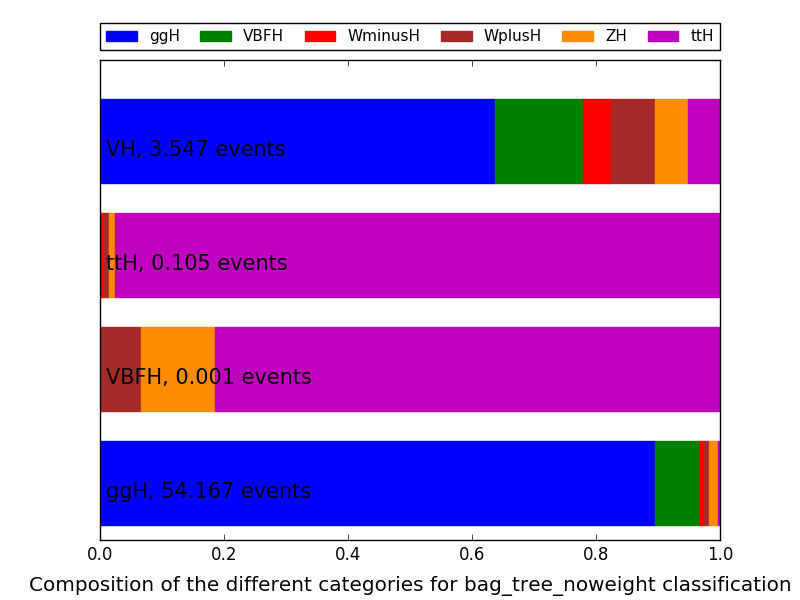 ggH VBFH WminusH WplusH ZH ttH
VH, 3.547 events
ttH, 0.105 events
VBFH, 0.001 events
ggH, 54.167 events
0.0 0.2 0.4 0.6 0.8 1.0
Composition of the different categories for bag_tree_noweight classification